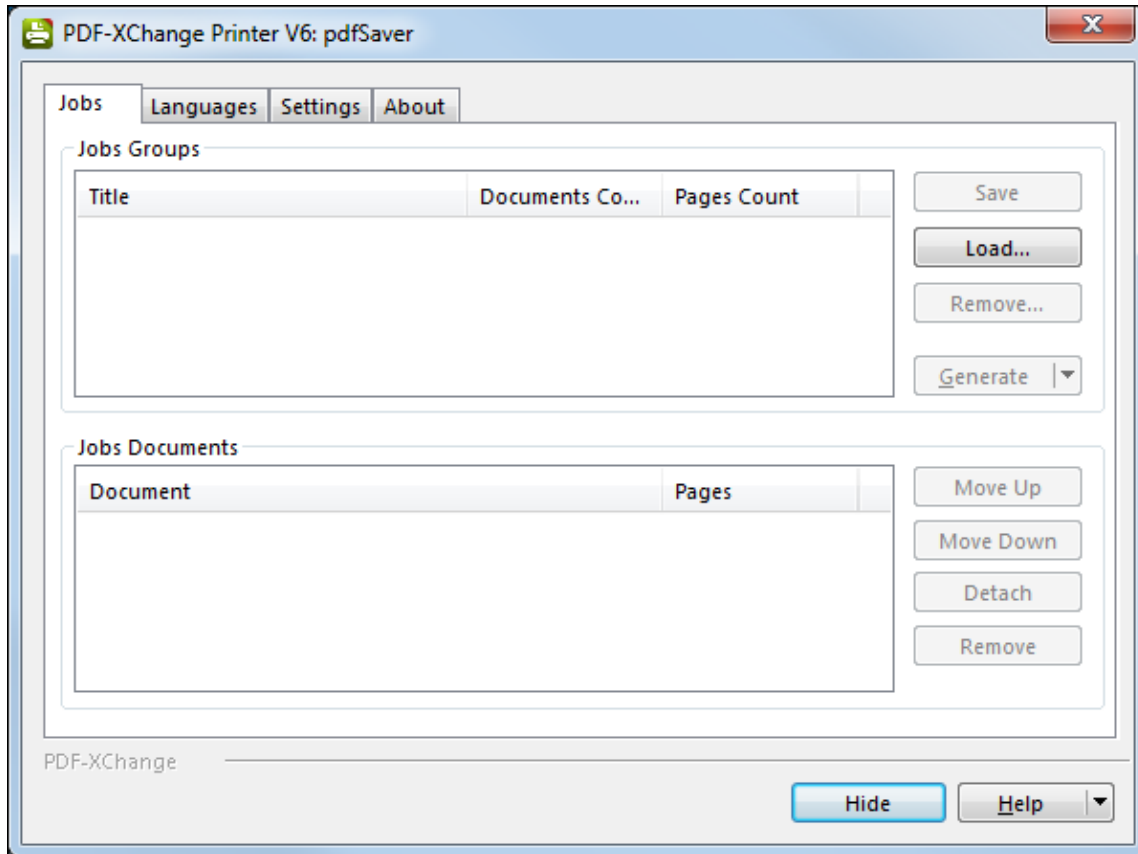 PDF-XChange Printer V6: pdfSaver
Jobs Languages Settings About
Jobs Groups
Title Documents Co... Pages Count
Save
Load...
Remove...
Generate
Jobs Documents
Document Pages
Move Up
Move Down
Detach
Remove
PDF-XChange
Hide Help